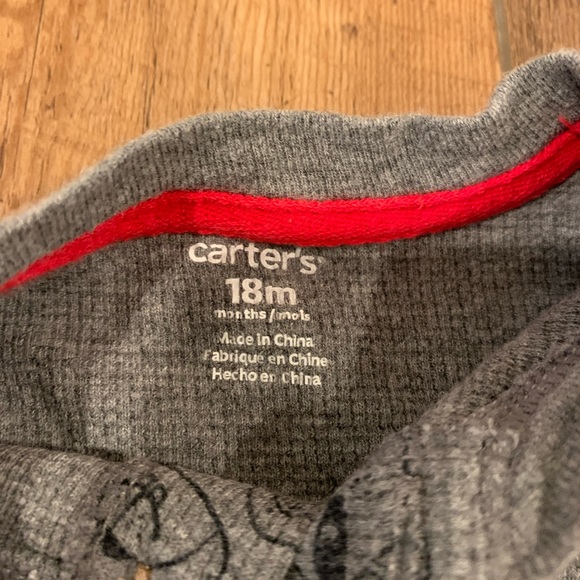 carter's
18m
months/mois
Made in China
Fabriqué en Chine
Hecho en China